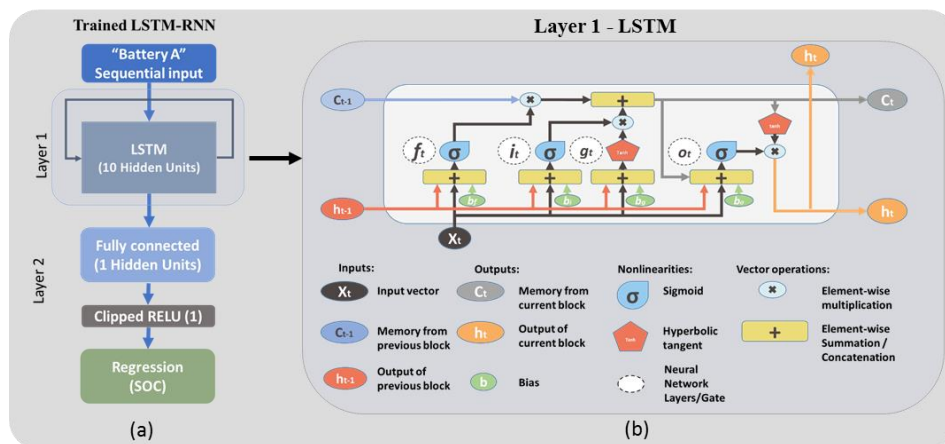 Trained LSTM-RNN
"Battery A"
Sequential input
Layer 1
LSTM
(10 Hidden Units)
Layer 2
Fully connected
(1 Hidden Units)
Clipped RELU (1)
Regression
(SOC)
(a)
Layer 1 - LSTM
ht
Ct-1
×
+
Ct
×
Tanh
ft
σ
it
σ
gt
Tanh
ot
σ
×
+
bf
+
bi
+
+
ht-1
ht
Xt
Inputs:
Outputs:
Nonlinearities:
Vector operations:
Xt
Input vector
Ct
Memory from
current block
σ
Sigmoid
×
Element-wise
multiplication
Ct-1
Memory from
previous block
ht
Output of
current block
Tanh
Hyperbolic
tangent
+
Element-wise
Summation /
Concatenation
ht-1
Output of
previous block
b
Bias
Neural
Network
Layers/Gate
(b)